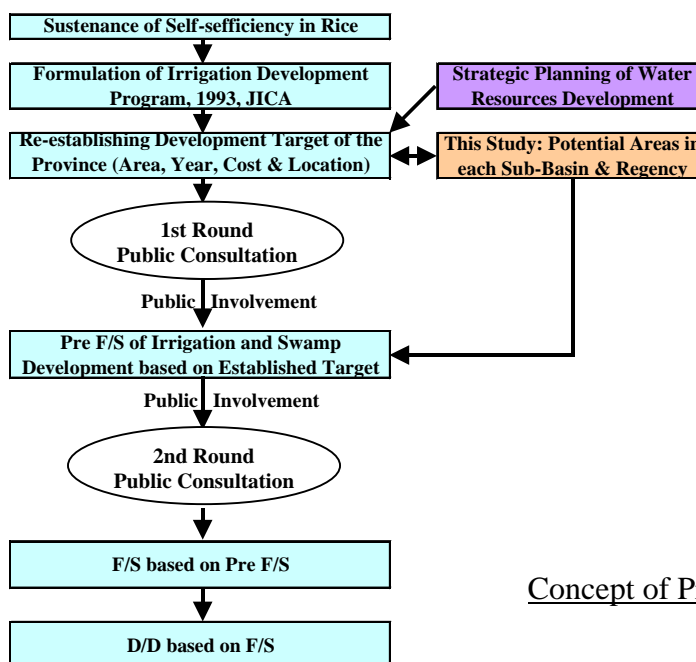 Sustenance of Self-sefficiency in Rice
Formulation of Irrigation Development
Program, 1993, JICA
Strategic Planning of Water
Resources Development
Re-establishing Development Target of the
Province (Area, Year, Cost & Location)
This Study: Potential Areas in
each Sub-Basin & Regency
1st Round
Public Consultation
Public Involvement
Pre F/S of Irrigation and Swamp
Development based on Established Target
Public Involvement
2nd Round
Public Consultation
F/S based on Pre F/S
Concept of
D/D based on F/S